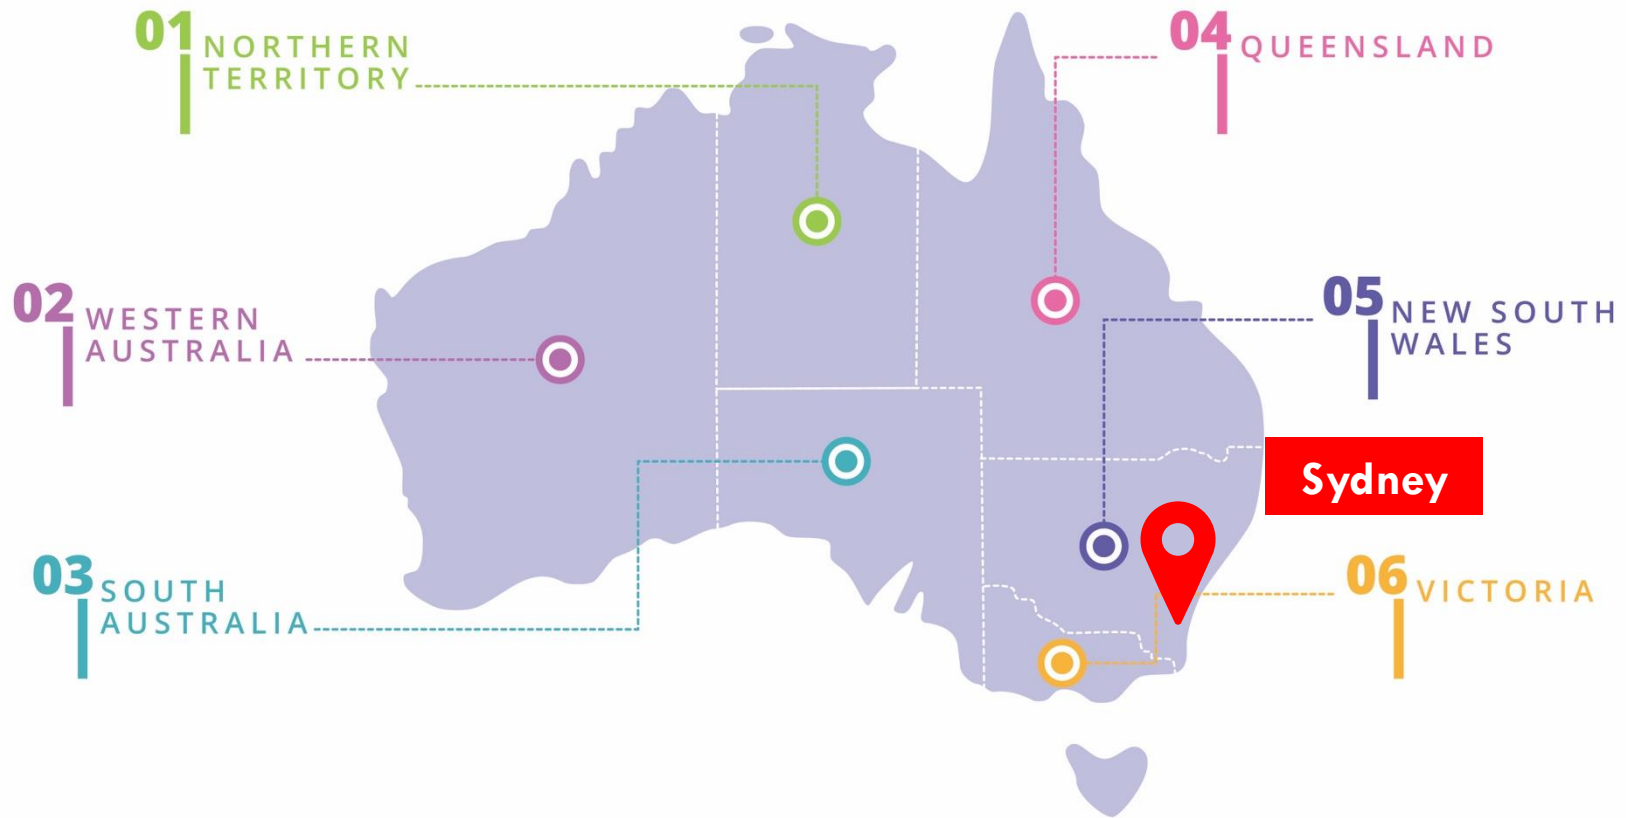 01 NORTHERN
TERRITORY
04 QUEENSLAND
02 WESTERN
AUSTRALIA
05 NEW SOUTH
WALES
Sydney
03 SOUTH
AUSTRALIA
06 VICTORIA